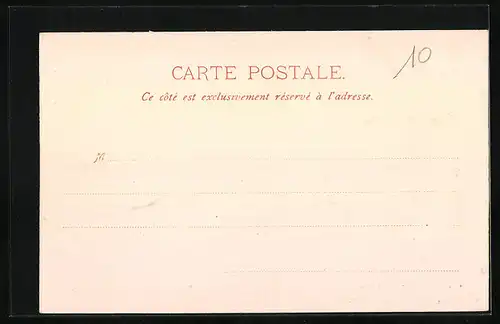 10
CARTE POSTALE.
Ce côté est exclusivement réservé à l'adresse.
M